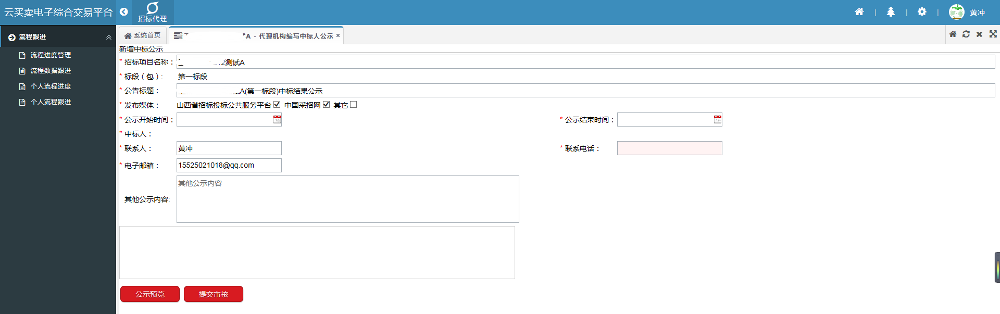 云买卖电子综合交易平台
招标代理
黄冲
流程跟进
流程进度管理
流程数据跟进
个人流程进度
个人流程跟进
系统首页
A - 代理机构编写中标人公示
新增中标公示
* 招标项目名称： 2测试A
* 标段（包）: 第一标段
* 公告标题： A(第一标段)中标结果公示
* 发布媒体： 山西省招标投标公共服务平台 中国采招网 其它
* 公示开始时间： * 公示结束时间：
* 中标人：
* 联系人： 黄冲 * 联系电话：
* 电子邮箱： 15525021018@qq.com
其他公示内容
其他公示内容:
公示预览 提交审核